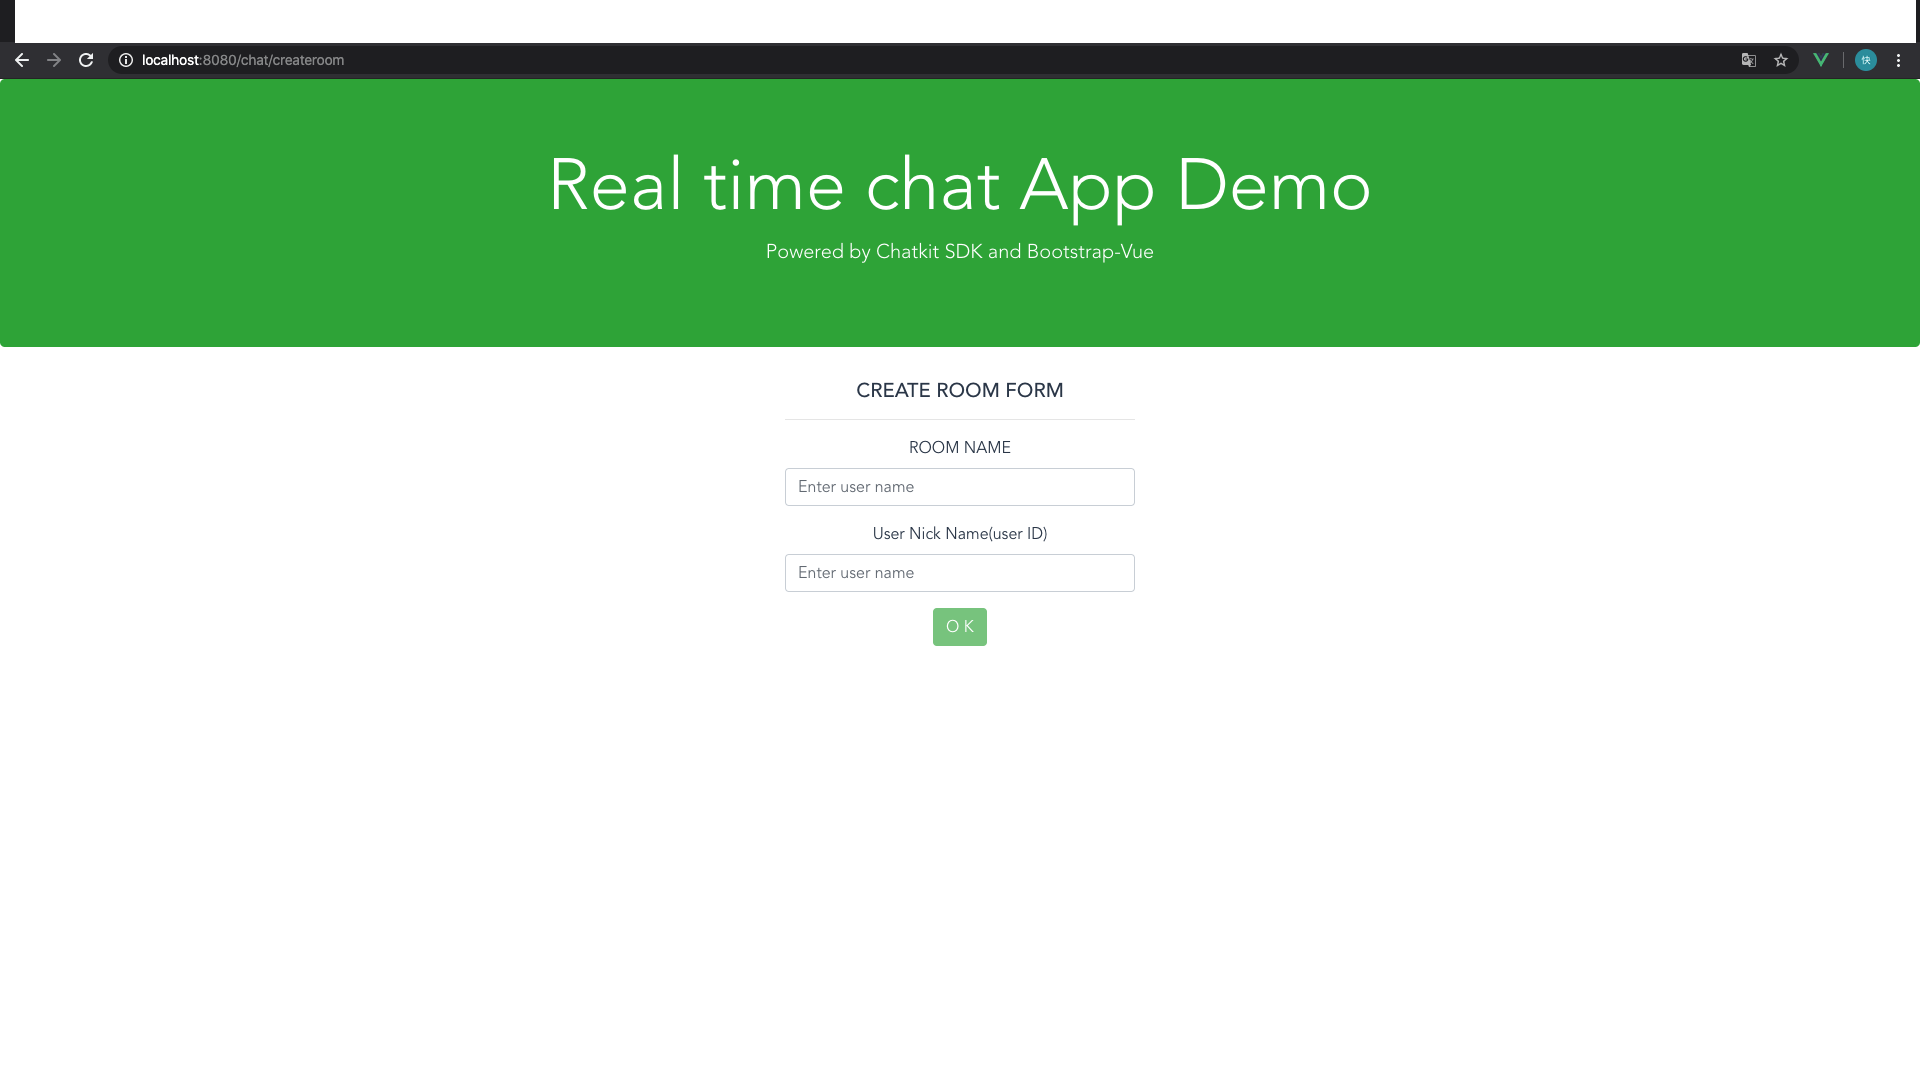 localhost:8080/chat/createroom
快
Real time chat App Demo
Powered by Chatkit SDK and Bootstrap-Vue
CREATE ROOM FORM
ROOM NAME
Enter user name
User Nick Name(user ID)
Enter user name
O K